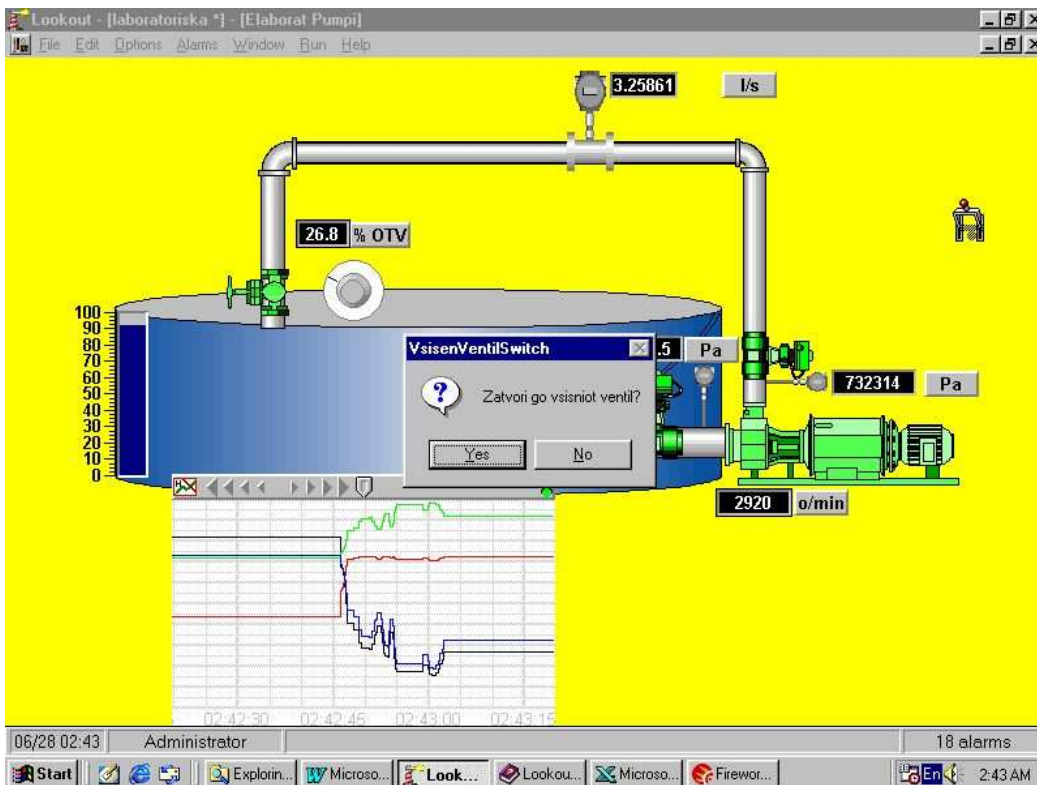 Lookout - [laboratoriska *] - [Elaborat Pumpi]
File Edit Options Alarms Window Run Help
3.25861 l/s
26.8 % OTV
100
90
80
70
60
50
40
30
20
10
0
VsisenVentilSwitch
Zatvori go vsisniot ventil?
Yes No
.5 Pa
732314 Pa
2920 o/min
02:42:30 02:42:45 02:43:00 02:43:15
06/28 02:43 Administrator 18 alarms
Start Explorin... Microso... Look... Lookou... Microso... Firewor... En 2:43 AM